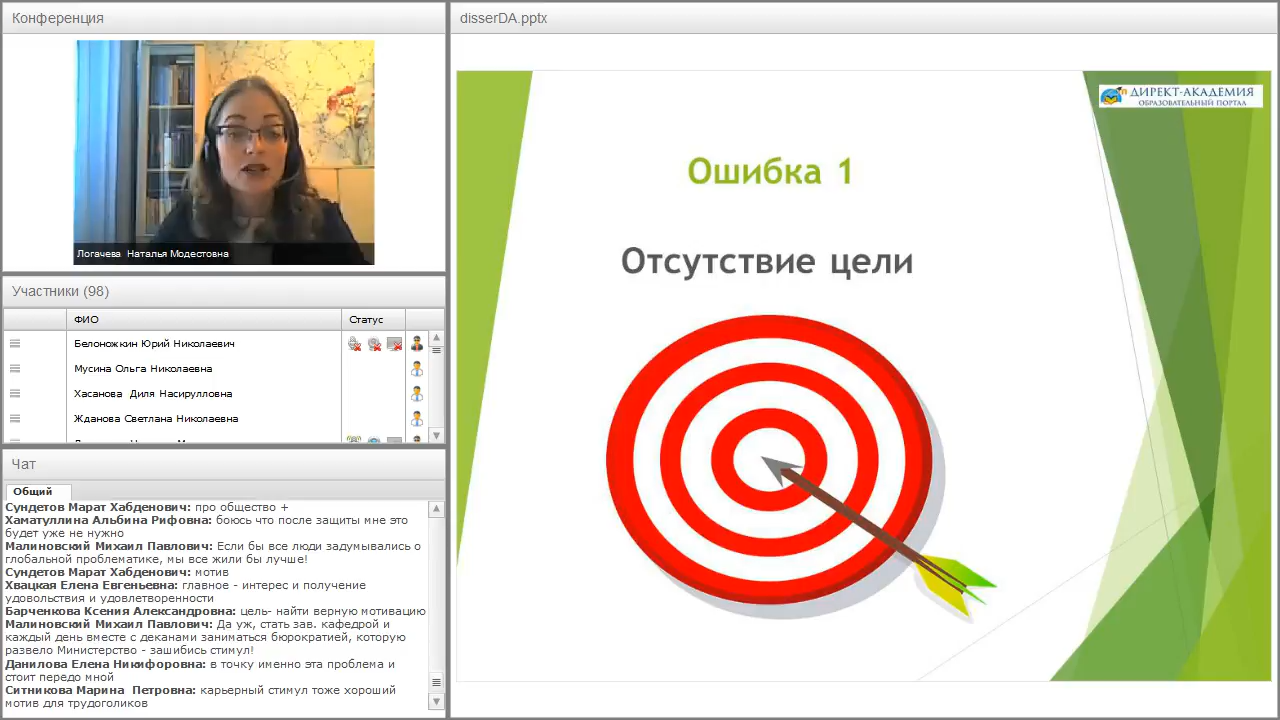 Конференция
Логачева Наталья Модестовна
Участники (98)
ФИО
Статус
Белоножкин Юрий Николаевич
Мусина Ольга Николаевна
Хасанова Диля Насирулловна
Жданова Светлана Николаевна
Чат
Общий
Сундетов Марат Хабденович: про общество +
Хаматуллина Альбина Рифовна: боюсь что после защиты мне это
будет уже не нужно
Малиновский Михаил Павлович: Если бы все люди задумывались о
глобальной проблематике, мы все жили бы лучше!
Сундетов Марат Хабденович: мотив
Хвацкая Елена Евгеньевна: главное - интерес и получение
удовольствия и удовлетворенности
Барченкова Ксения Александровна: цель- найти верную мотивацию
Малиновский Михаил Павлович: Да уж, стать зав. кафедрой и
каждый день вместе с деканами заниматься бюрократией, которую
развело Министерство - зашибись стимул!
Данилова Елена Никифоровна: в точку именно эта проблема и
стоит передо мной
Ситникова Марина Петровна: карьерный стимул тоже хороший
мотив для трудоголиков
disserDA.pptx
ДИРЕКТ-АКАДЕМИЯ
ОБРАЗОВАТЕЛЬНЫЙ ПОРТАЛ
Ошибка 1
Отсутствие цели